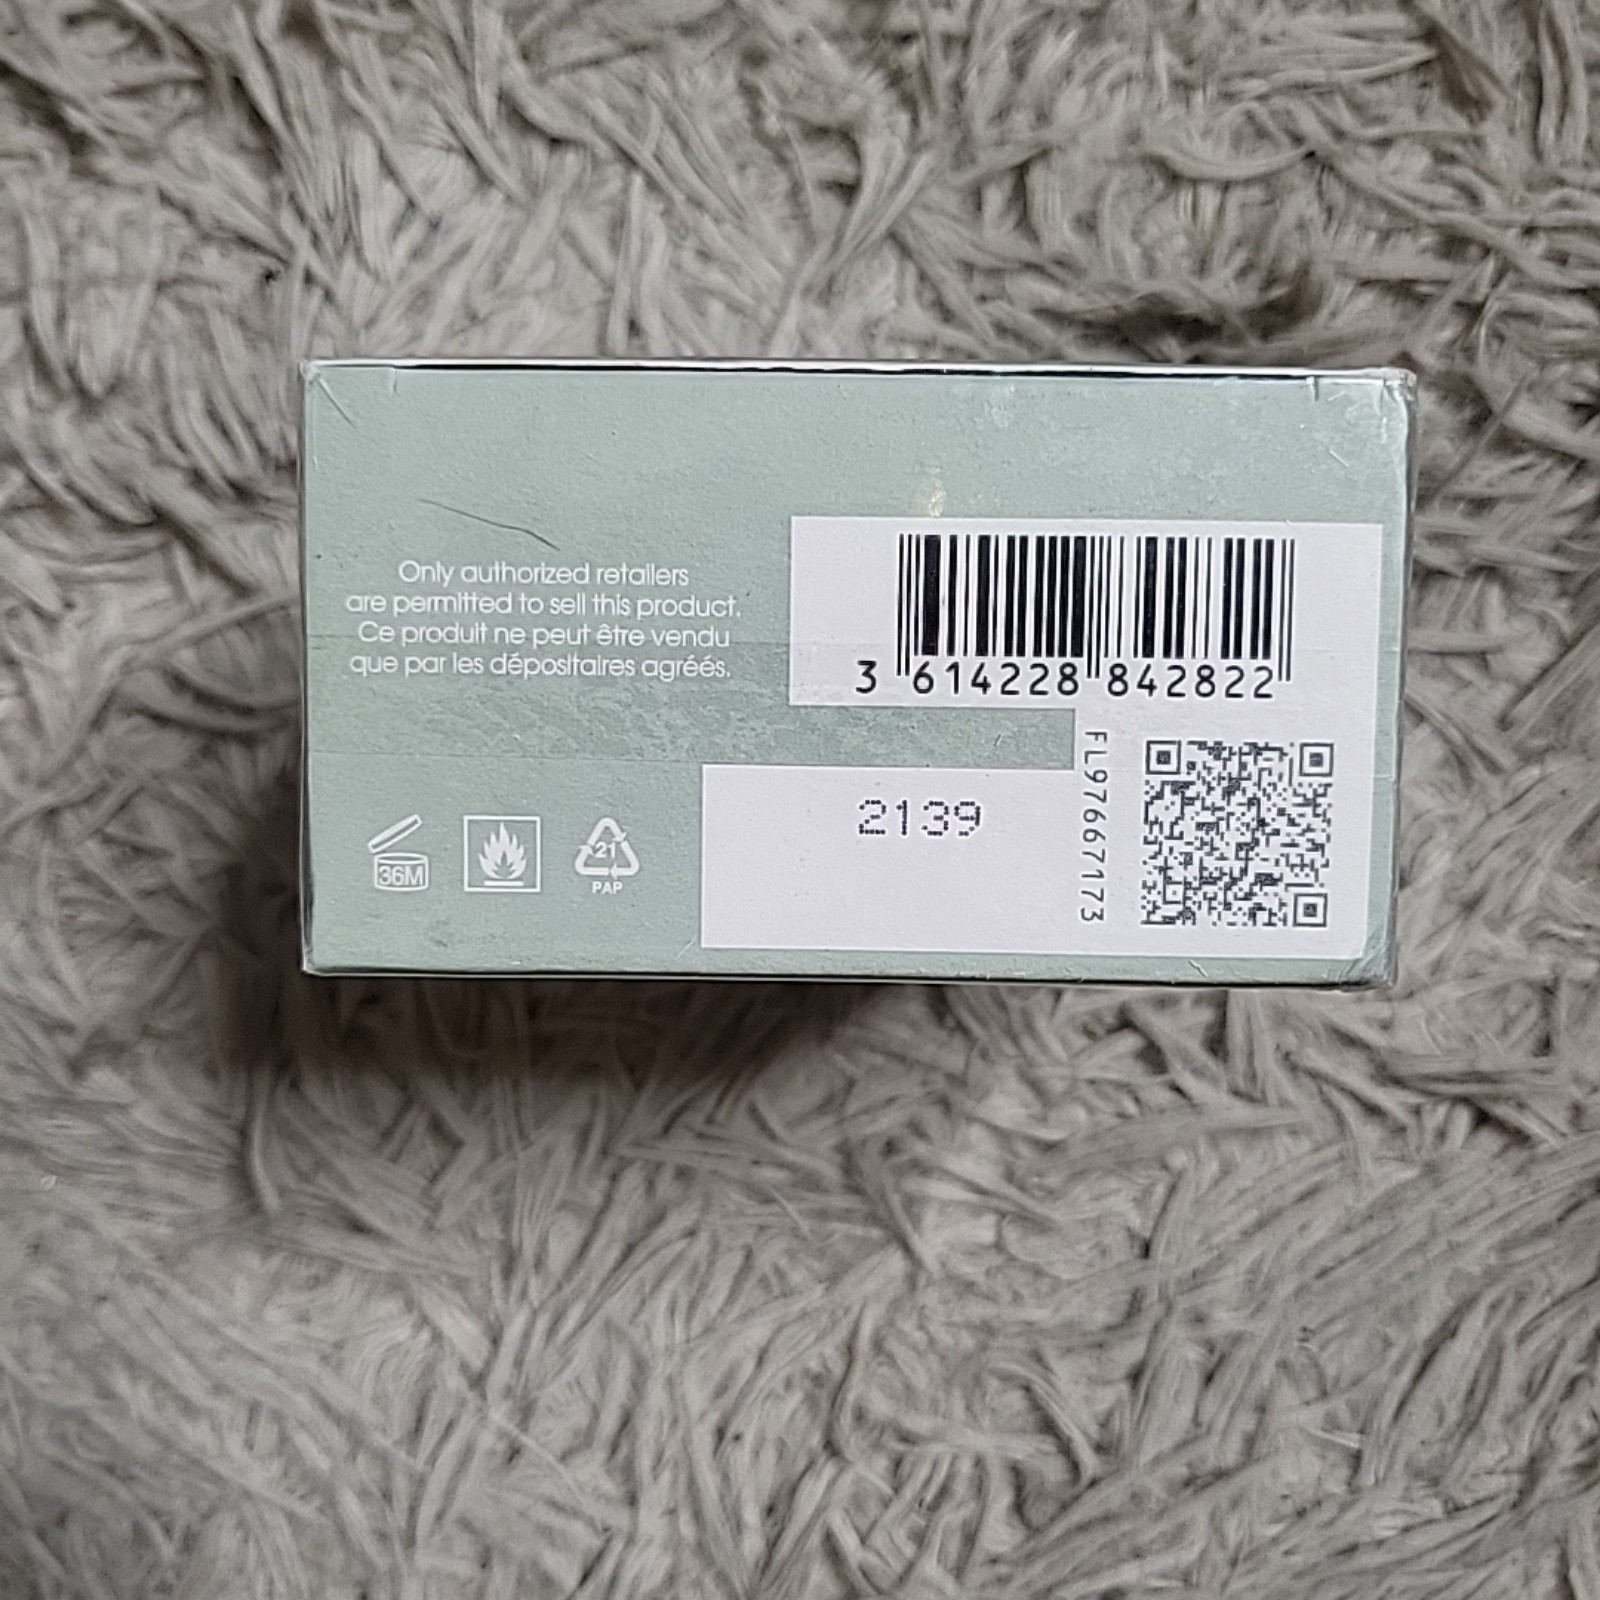 Only authorized retailers
are permitted to sell this product.
Ce produit ne peut être vendu
que par les dépositaires agréés.
3 614228 842822
FL97667173
2139
36M
21
PAP